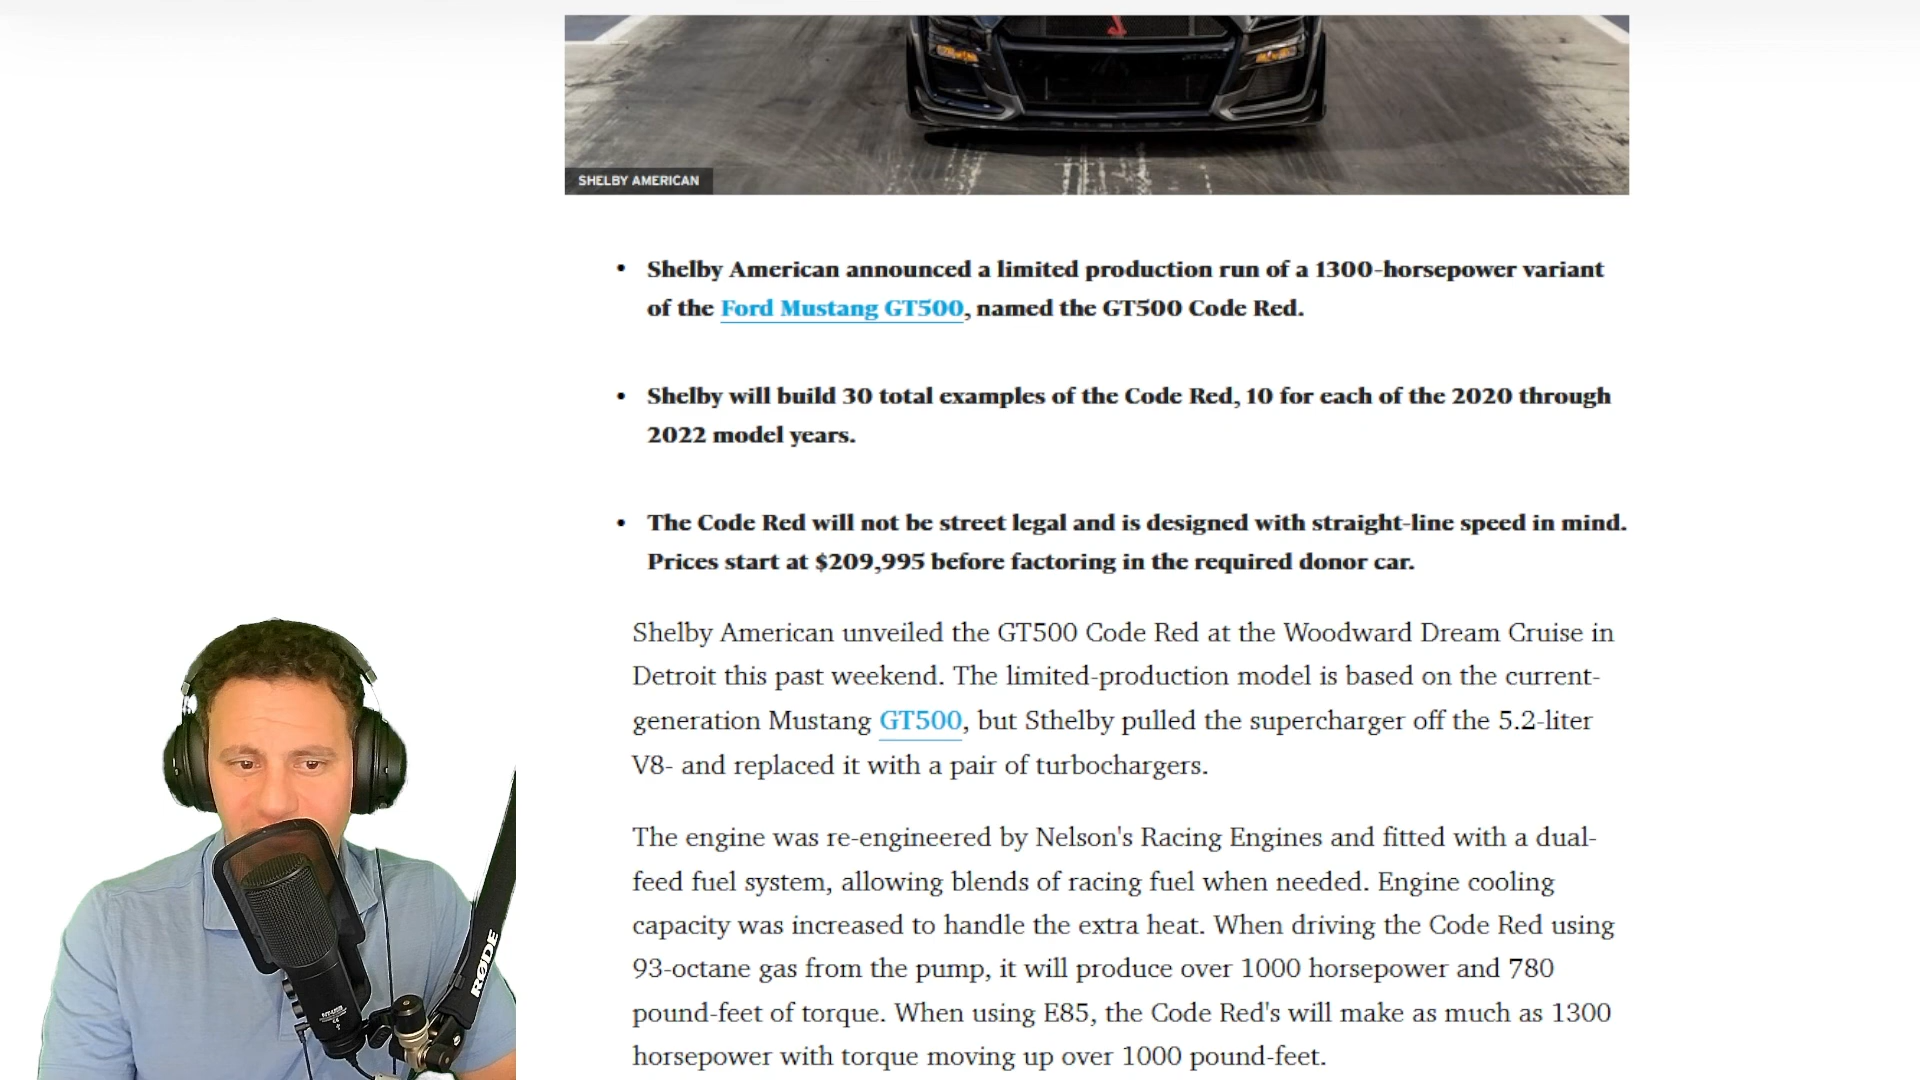 SHELBY AMERICAN
• Shelby American announced a limited production run of a 1300-horsepower variant
of the Ford Mustang GT500, named the GT500 Code Red.
• Shelby will build 30 total examples of the Code Red, 10 for each of the 2020 through
2022 model years.
• The Code Red will not be street legal and is designed with straight-line speed in mind.
Prices start at $209,995 before factoring in the required donor car.
Shelby American unveiled the GT500 Code Red at the Woodward Dream Cruise in
Detroit this past weekend. The limited-production model is based on the current-
generation Mustang GT500, but Sthelby pulled the supercharger off the 5.2-liter
V8- and replaced it with a pair of turbochargers.
The engine was re-engineered by Nelson's Racing Engines and fitted with a dual-
feed fuel system, allowing blends of racing fuel when needed. Engine cooling
capacity was increased to handle the extra heat. When driving the Code Red using
93-octane gas from the pump, it will produce over 1000 horsepower and 780
pound-feet of torque. When using E85, the Code Red's will make as much as 1300
horsepower with torque moving up over 1000 pound-feet.
RØDE